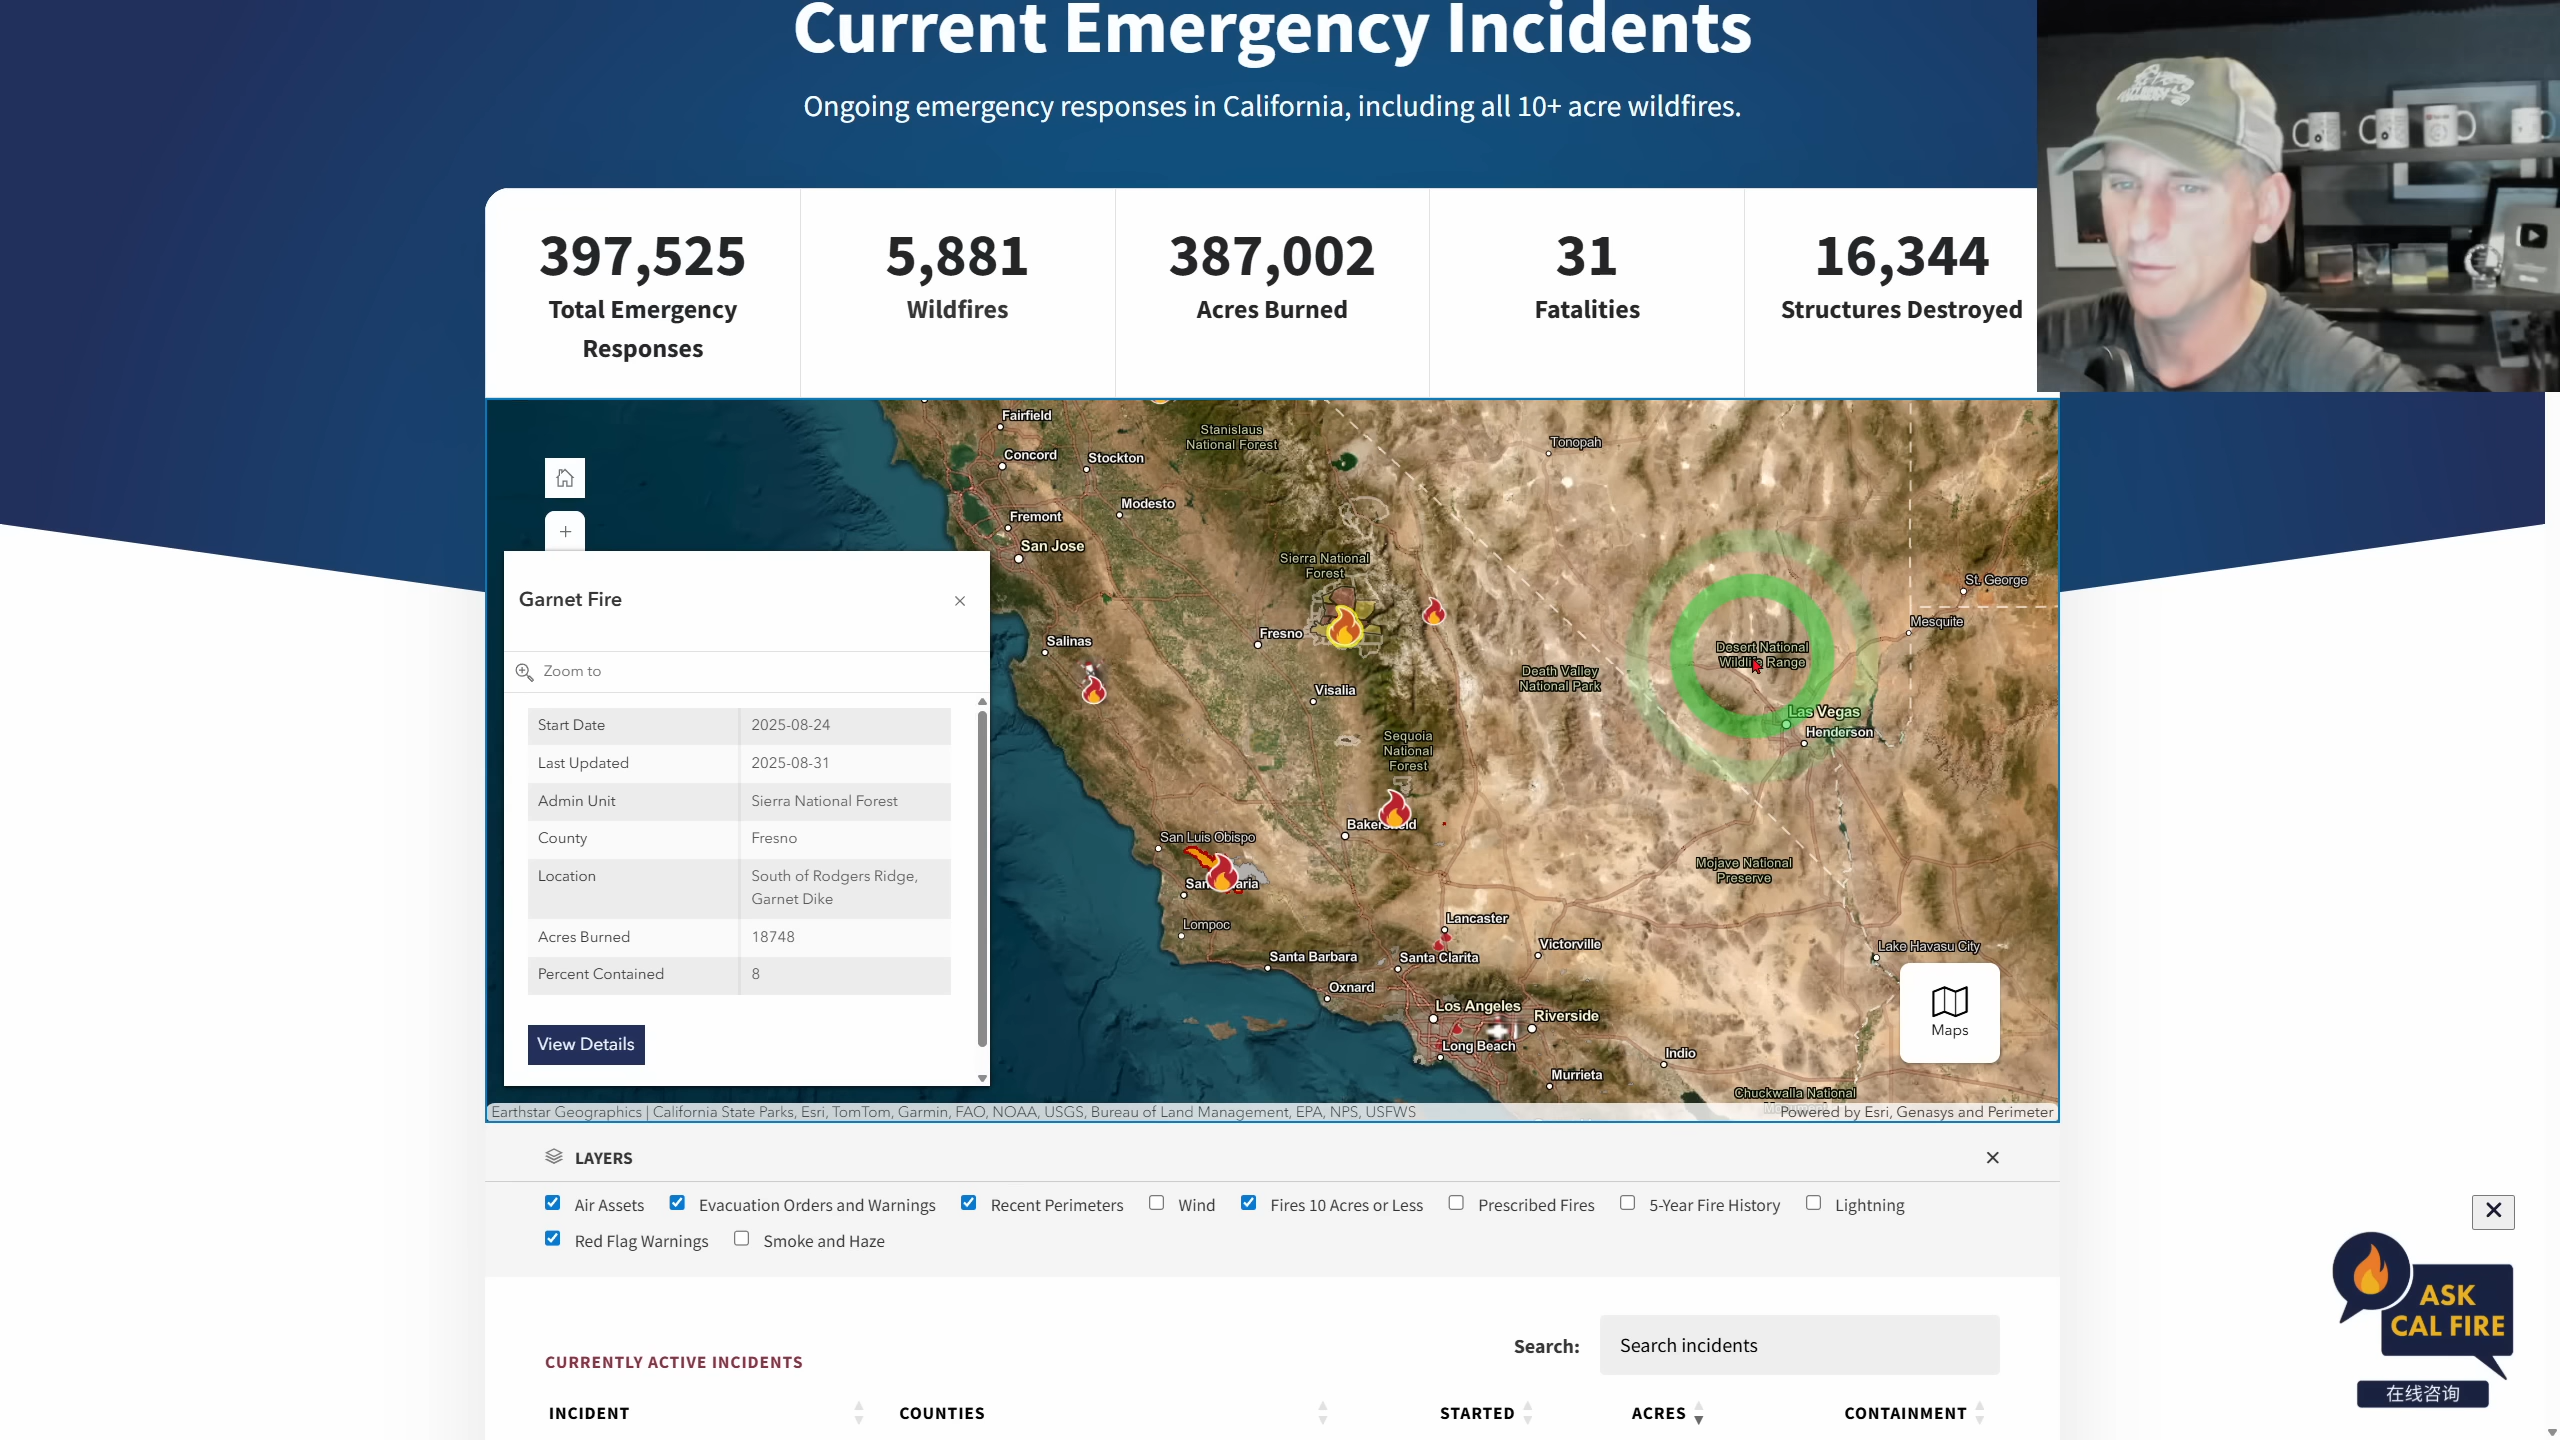 Current Emergency Incidents
Ongoing emergency responses in California, including all 10+ acre wildfires.
397,525
Total Emergency
Responses
5,881
Wildfires
387,002
Acres Burned
31
Fatalities
16,344
Structures Destroyed
Fairfield
Concord
Stockton
Stanislaus
National Forest
Tonopah
Modesto
Fremont
San Jose
Sierra National
Forest
St. George
Mesquite
Salinas
Fresno
Desert National
Wildlife Range
Death Valley
National Park
Visalia
Las Vegas
Henderson
Sequoia
National
Forest
San Luis Obispo
Lompoc
Mojave National
Preserve
Lancaster
Victorville
Lake Havasu City
Santa Barbara
Santa Clarita
Oxnard
Los Angeles
Riverside
Long Beach
Indio
Murrieta
Chuckwalla National
Maps
Garnet Fire
Zoom to
Start Date 2025-08-24
Last Updated 2025-08-31
Admin Unit Sierra National Forest
County Fresno
Location South of Rodgers Ridge,
Garnet Dike
Acres Burned 18748
Percent Contained 8
View Details
Earthstar Geographics | California State Parks, Esri, TomTom, Garmin, FAO, NOAA, USGS, Bureau of Land Management, EPA, NPS, USFWS
Powered by Esri, Genasys and Perimeter
LAYERS
Air Assets Evacuation Orders and Warnings Recent Perimeters Wind Fires 10 Acres or Less Prescribed Fires 5-Year Fire History Lightning
Red Flag Warnings Smoke and Haze
CURRENTLY ACTIVE INCIDENTS
Search: Search incidents
INCIDENT COUNTIES STARTED ACRES CONTAINMENT
ASK
CAL FIRE
在线咨询